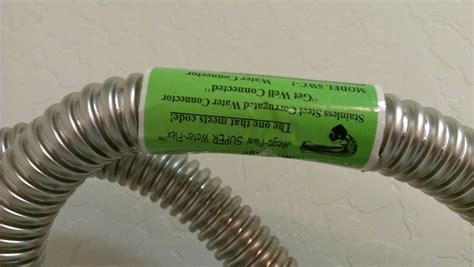 Mega-Flow SUPER Water-Flex™
The one that meets code!
Stainless Steel Corrugated Water Connector
"Get Well Connected"
Water Connector
MODEL SWC-1